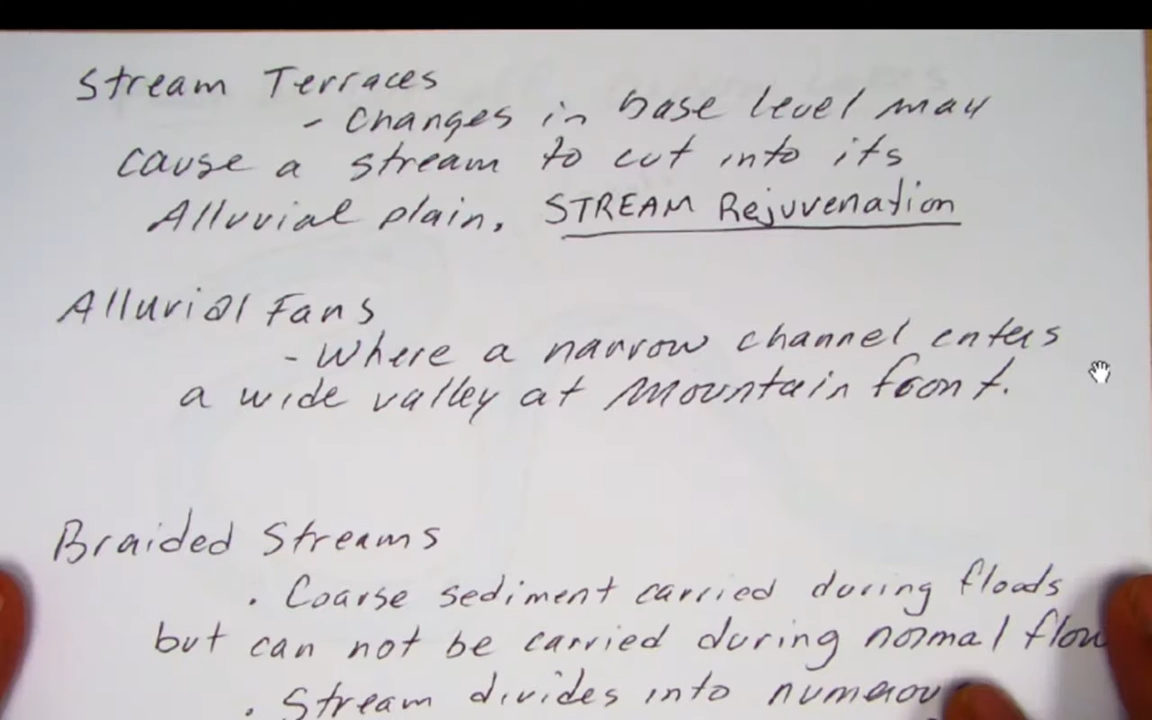 Stream Terraces
- Changes in base level may
cause a stream to cut into its
Alluvial plain. STREAM Rejuvenation
Alluvial Fans
- Where a narrow channel enters
a wide valley at mountain front.
Braided Streams
. Coarse sediment carried during floods
but can not be carried during normal flow
. Stream divides into